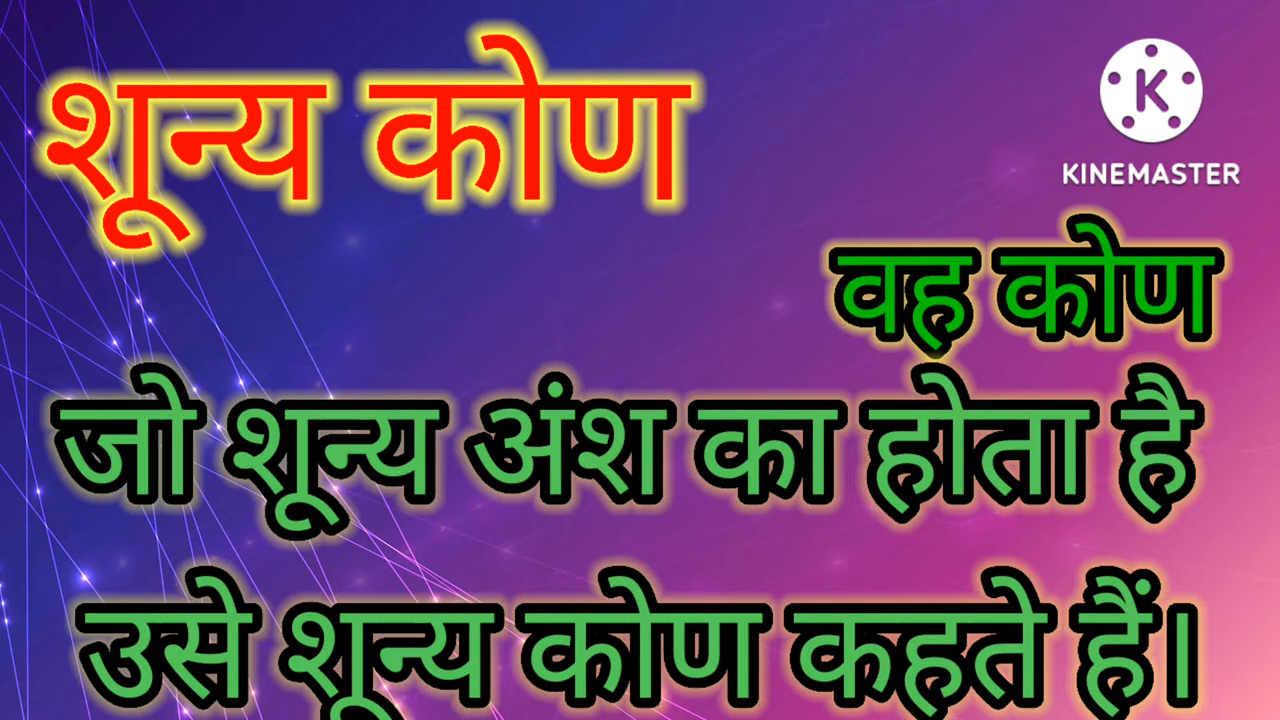 शून्य कोण
K
KINEMASTER
वह कोण
जो शून्य अंश का होता है
उसे शून्य कोण कहते हैं।